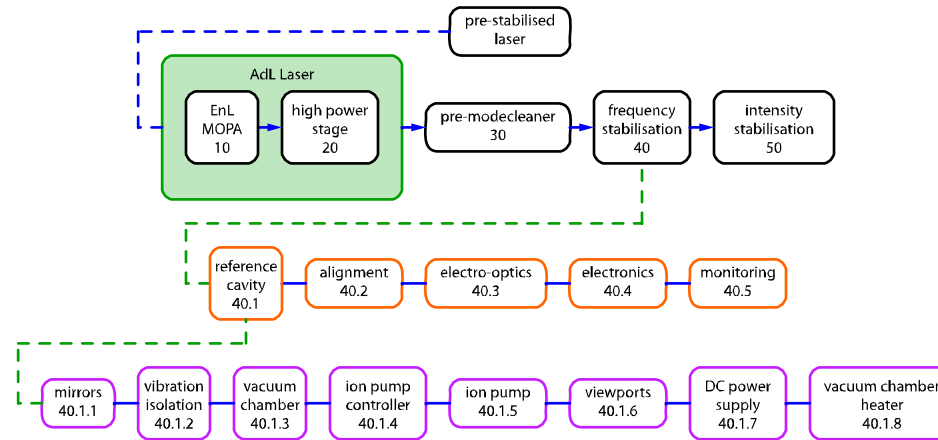 pre-stabilised
laser
AdL Laser
EnL
MOPA
10
high power
stage
20
pre-modecleaner
30
frequency
stabilisation
40
intensity
stabilisation
50
reference
cavity
40.1
alignment
40.2
electro-optics
40.3
electronics
40.4
monitoring
40.5
mirrors
40.1.1
vibration
isolation
40.1.2
vacuum
chamber
40.1.3
ion pump
controller
40.1.4
ion pump
40.1.5
viewports
40.1.6
DC power
supply
40.1.7
vacuum chamber
heater
40.1.8